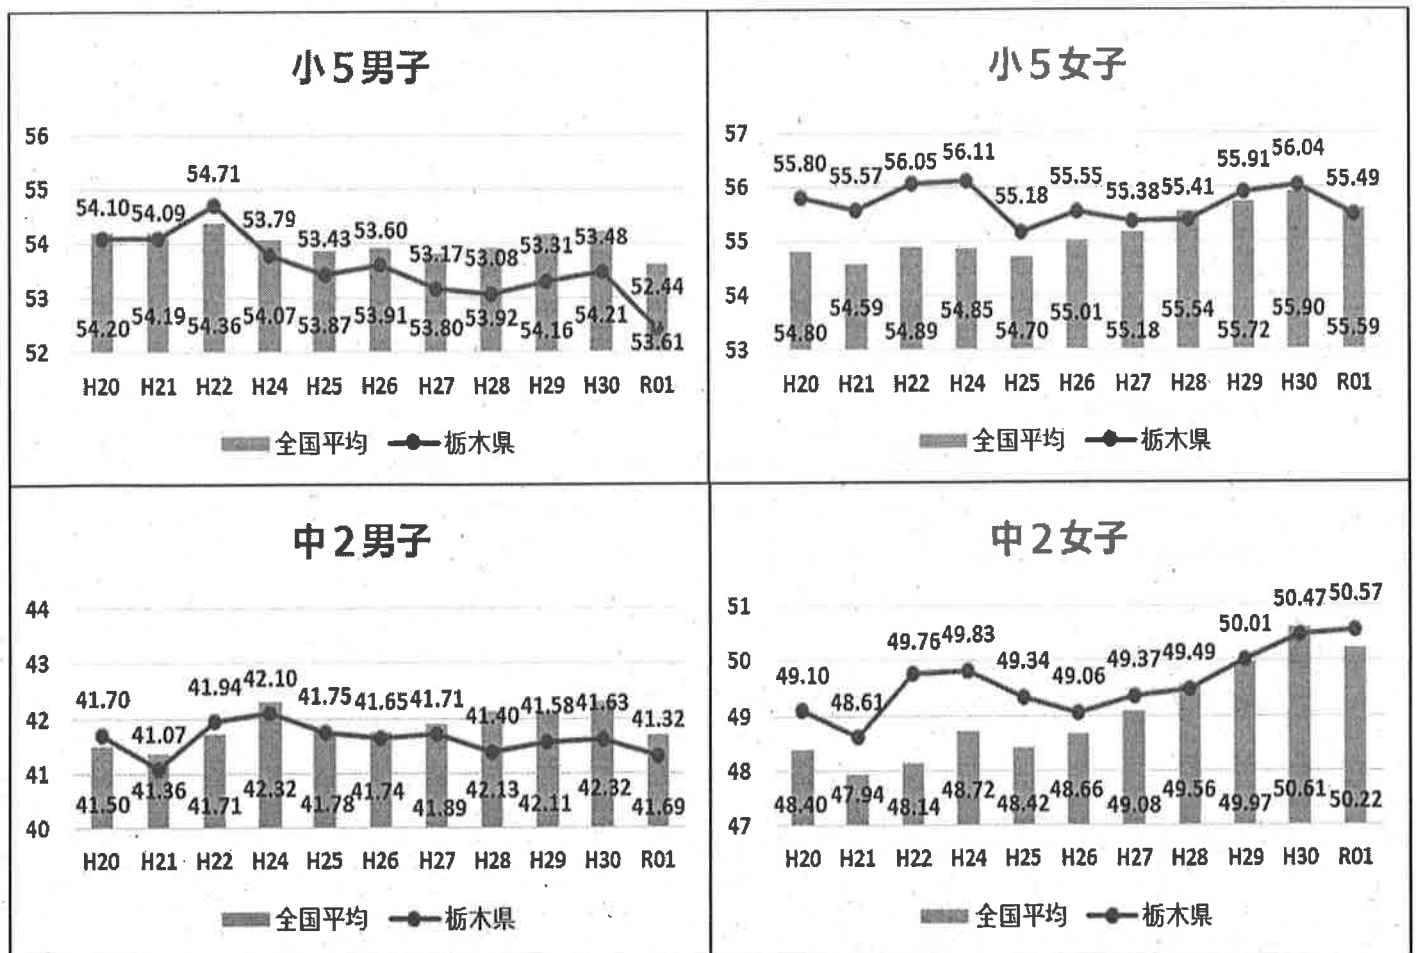 小5男子
56
55
54
53
52
54.10 54.09 54.71 53.79 53.43 53.60 53.17 53.08 53.31 53.48 52.44
54.20 54.19 54.36 54.07 53.87 53.91 53.80 53.92 54.16 54.21 53.61
H20 H21 H22 H24 H25 H26 H27 H28 H29 H30 R01
全国平均 栃木県
小5女子
57
56
55
54
53
55.80 55.57 56.05 56.11 55.18 55.55 55.38 55.41 55.91 56.04 55.49
54.80 54.59 54.89 54.85 54.70 55.01 55.18 55.54 55.72 55.90 55.59
H20 H21 H22 H24 H25 H26 H27 H28 H29 H30 R01
全国平均 栃木県
中2男子
44
43
42
41
40
41.70 41.07 41.94 42.10 41.75 41.65 41.71 41.40 41.58 41.63 41.32
41.50 41.36 41.71 42.32 41.78 41.74 41.89 42.13 42.11 42.32 41.69
H20 H21 H22 H24 H25 H26 H27 H28 H29 H30 R01
全国平均 栃木県
中2女子
51
50
49
48
47
49.10 48.61 49.76 49.83 49.34 49.06 49.37 49.49 50.01 50.47 50.57
48.40 47.94 48.14 48.72 48.42 48.66 49.08 49.56 49.97 50.61 50.22
H20 H21 H22 H24 H25 H26 H27 H28 H29 H30 R01
全国平均 栃木県